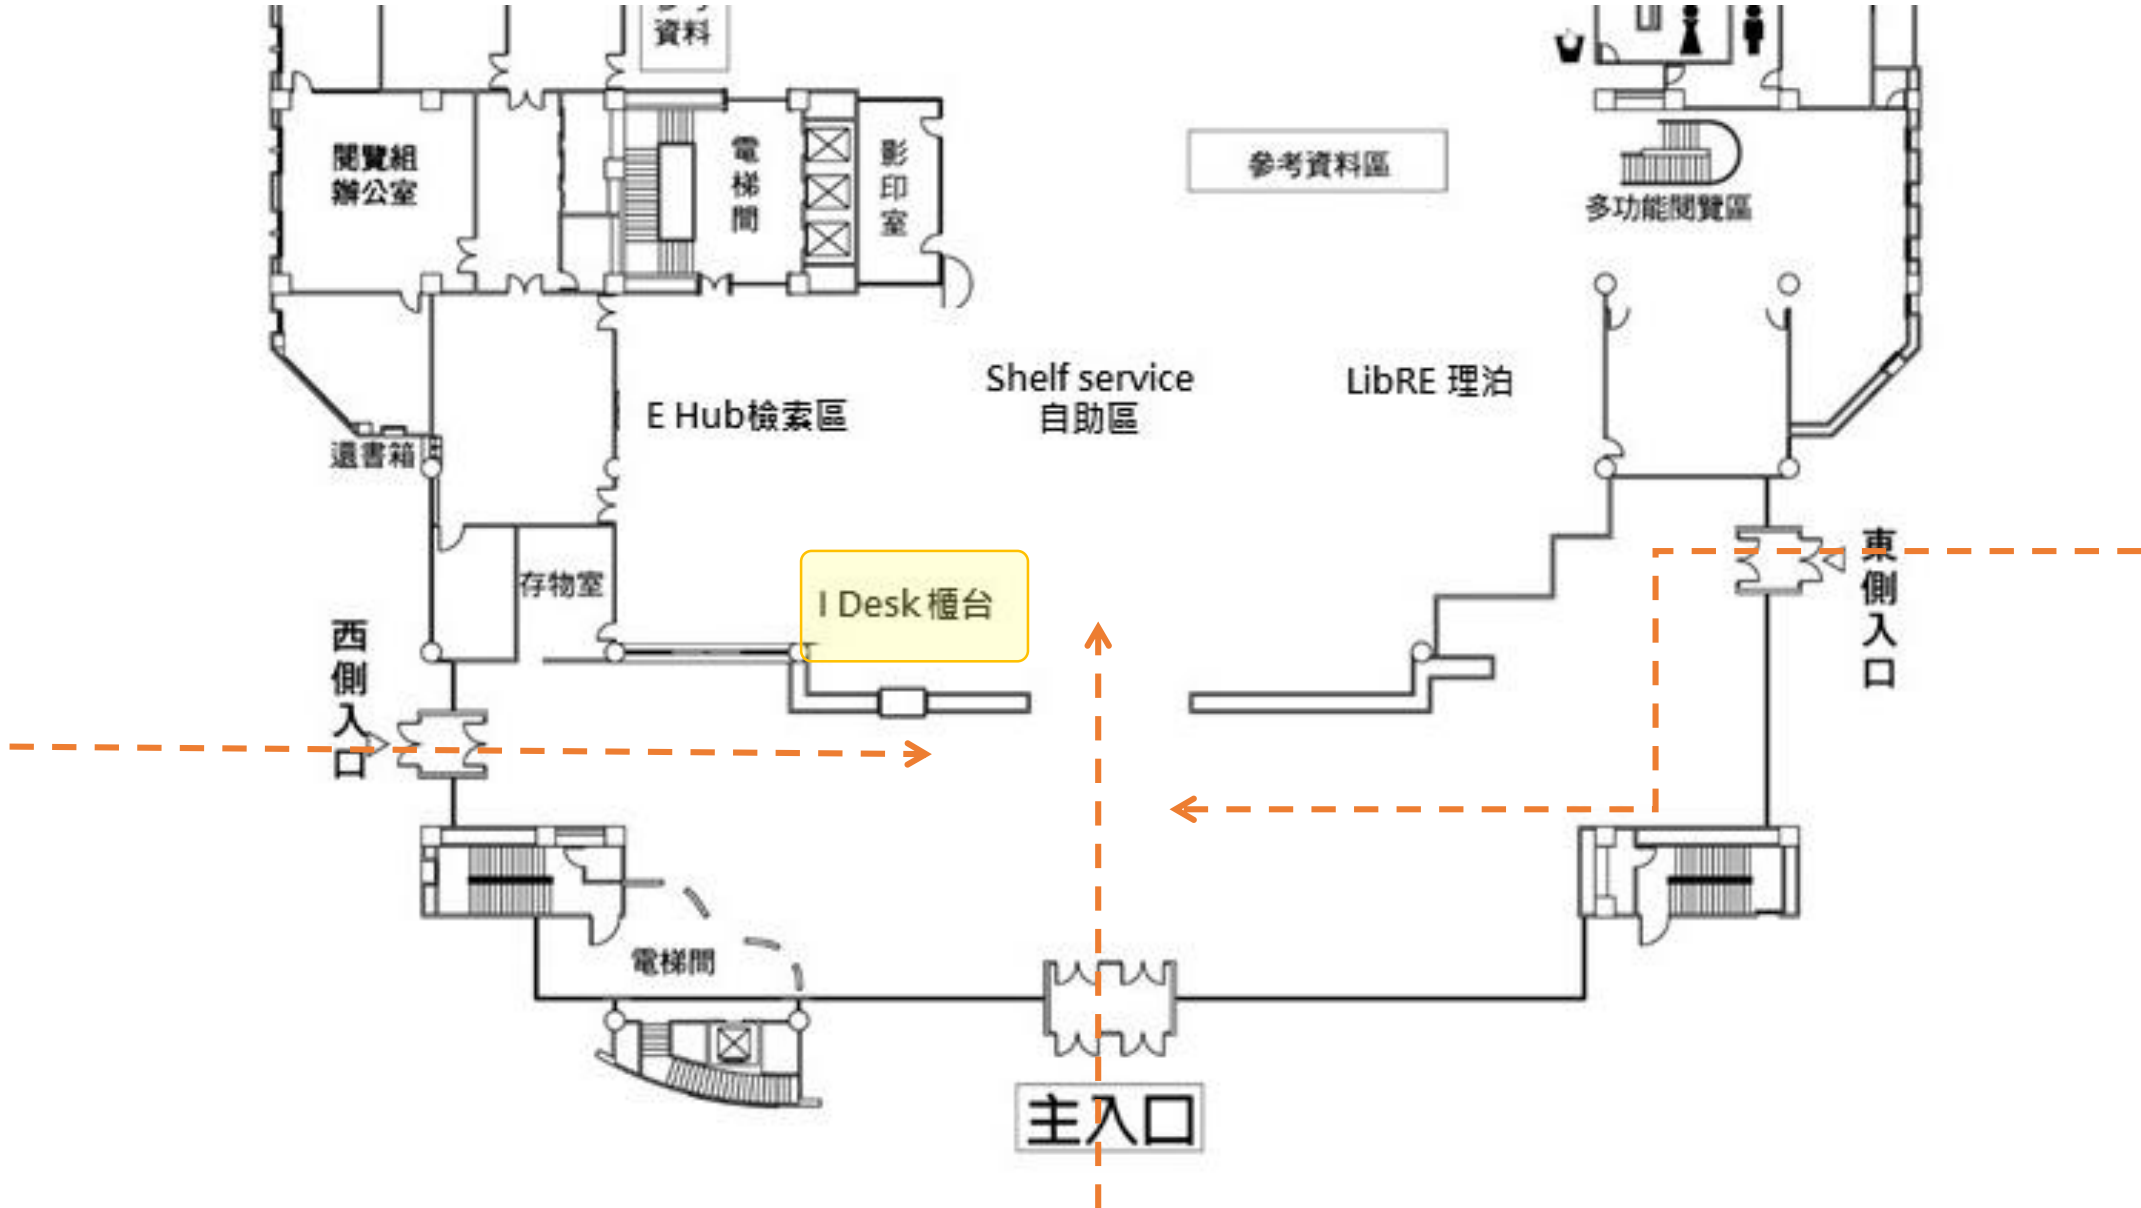 資料
閱覽組
辦公室
電梯間
影印室
參考資料區
多功能閱覽區
Shelf service
自助區
LibRE 理泊
E Hub檢索區
還書箱
存物室
I Desk 櫃台
東側入口
西側入口
電梯間
主入口